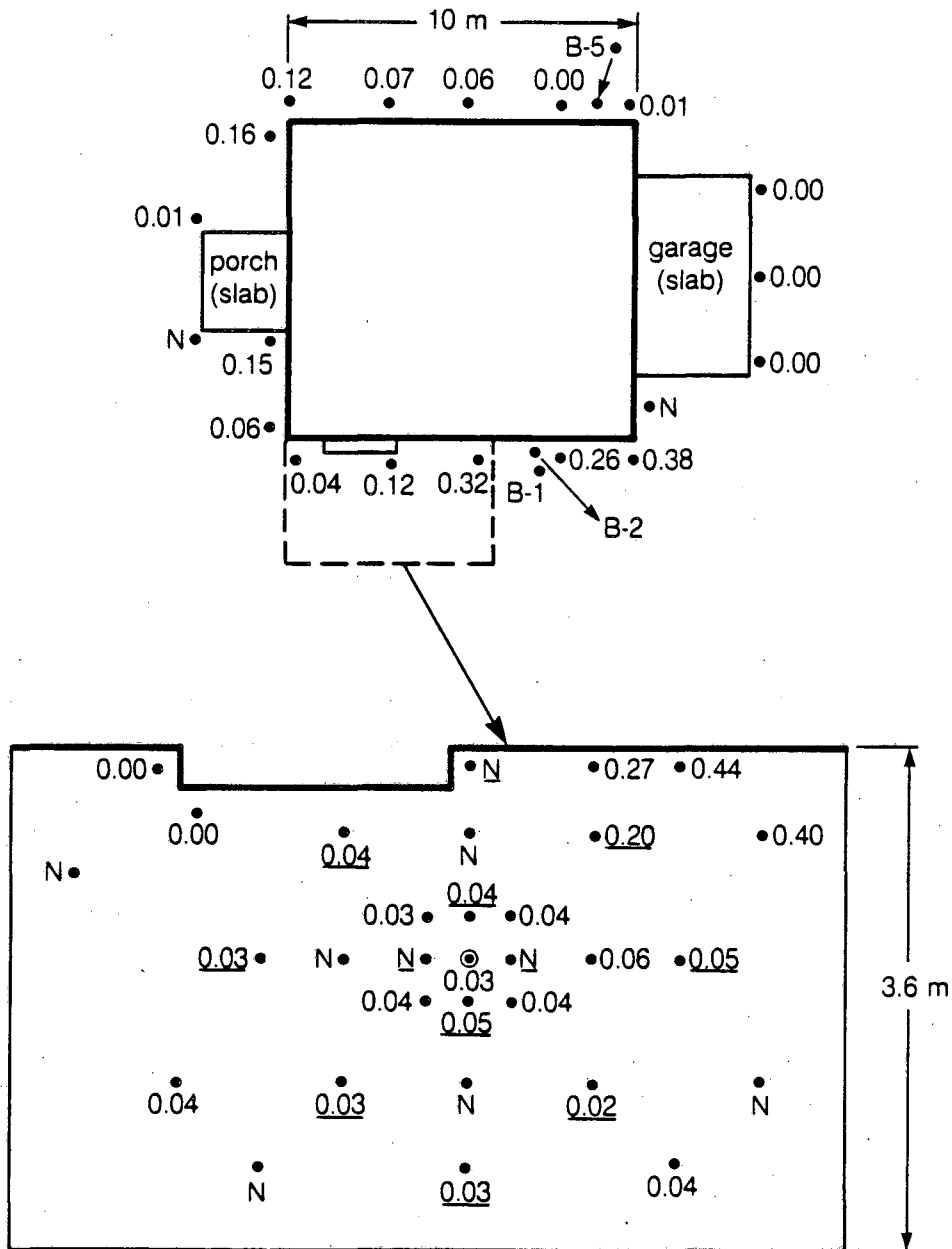 10 m
B-5
0.12 0.07 0.06 0.00
0.01
0.16
0.00
0.01
porch
(slab)
garage
(slab)
0.00
N
0.15
0.00
N
0.06
0.04 0.12 0.32 0.26 0.38
B-1
B-2
0.00 N 0.27 0.44
0.00 0.04 N 0.20 0.40
N
0.04
0.03 0.04
0.03 N N N 0.06 0.05
0.03
3.6 m
0.04 0.04
0.05
0.04 0.03 N 0.02 N
N 0.03 0.04